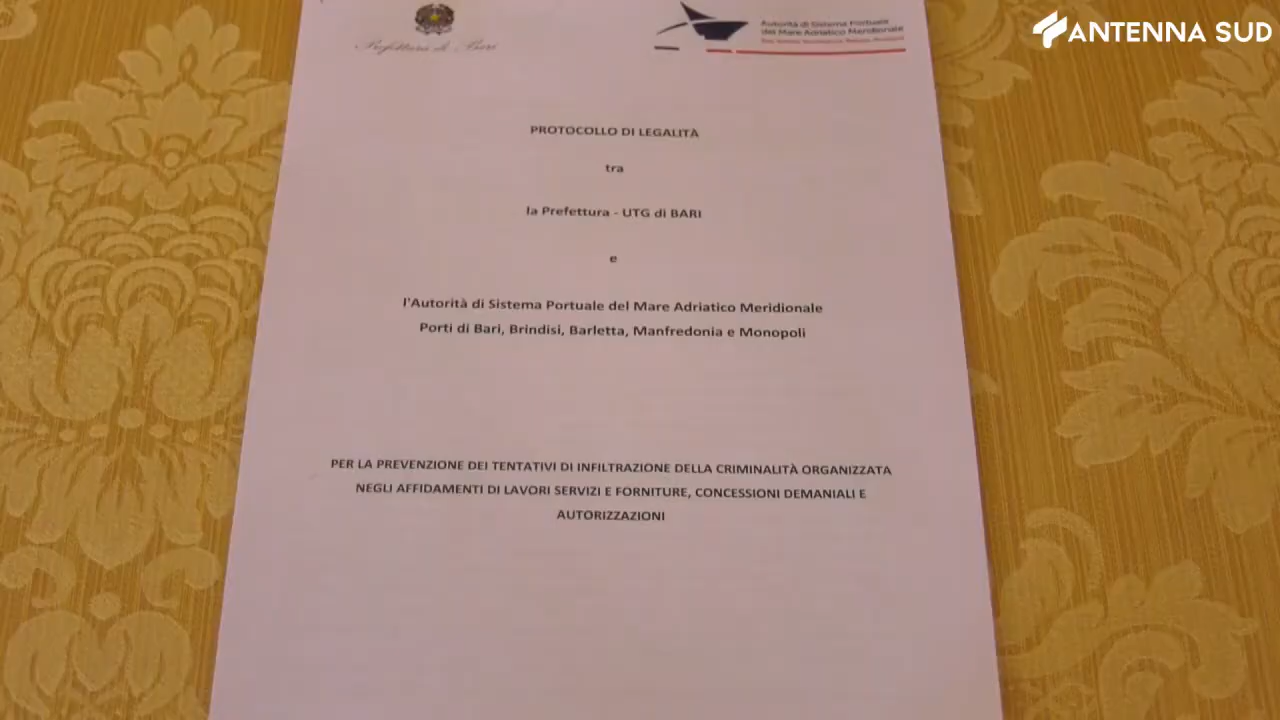 ANTENNA SUD
Prefettura di Bari
Autorità di Sistema Portuale
del Mare Adriatico Meridionale
PROTOCOLLO DI LEGALITÀ
tra
la Prefettura - UTG di BARI
e
l'Autorità di Sistema Portuale del Mare Adriatico Meridionale
Porti di Bari, Brindisi, Barletta, Manfredonia e Monopoli
PER LA PREVENZIONE DEI TENTATIVI DI INFILTRAZIONE DELLA CRIMINALITÀ ORGANIZZATA
NEGLI AFFIDAMENTI DI LAVORI SERVIZI E FORNITURE, CONCESSIONI DEMANIALI E
AUTORIZZAZIONI